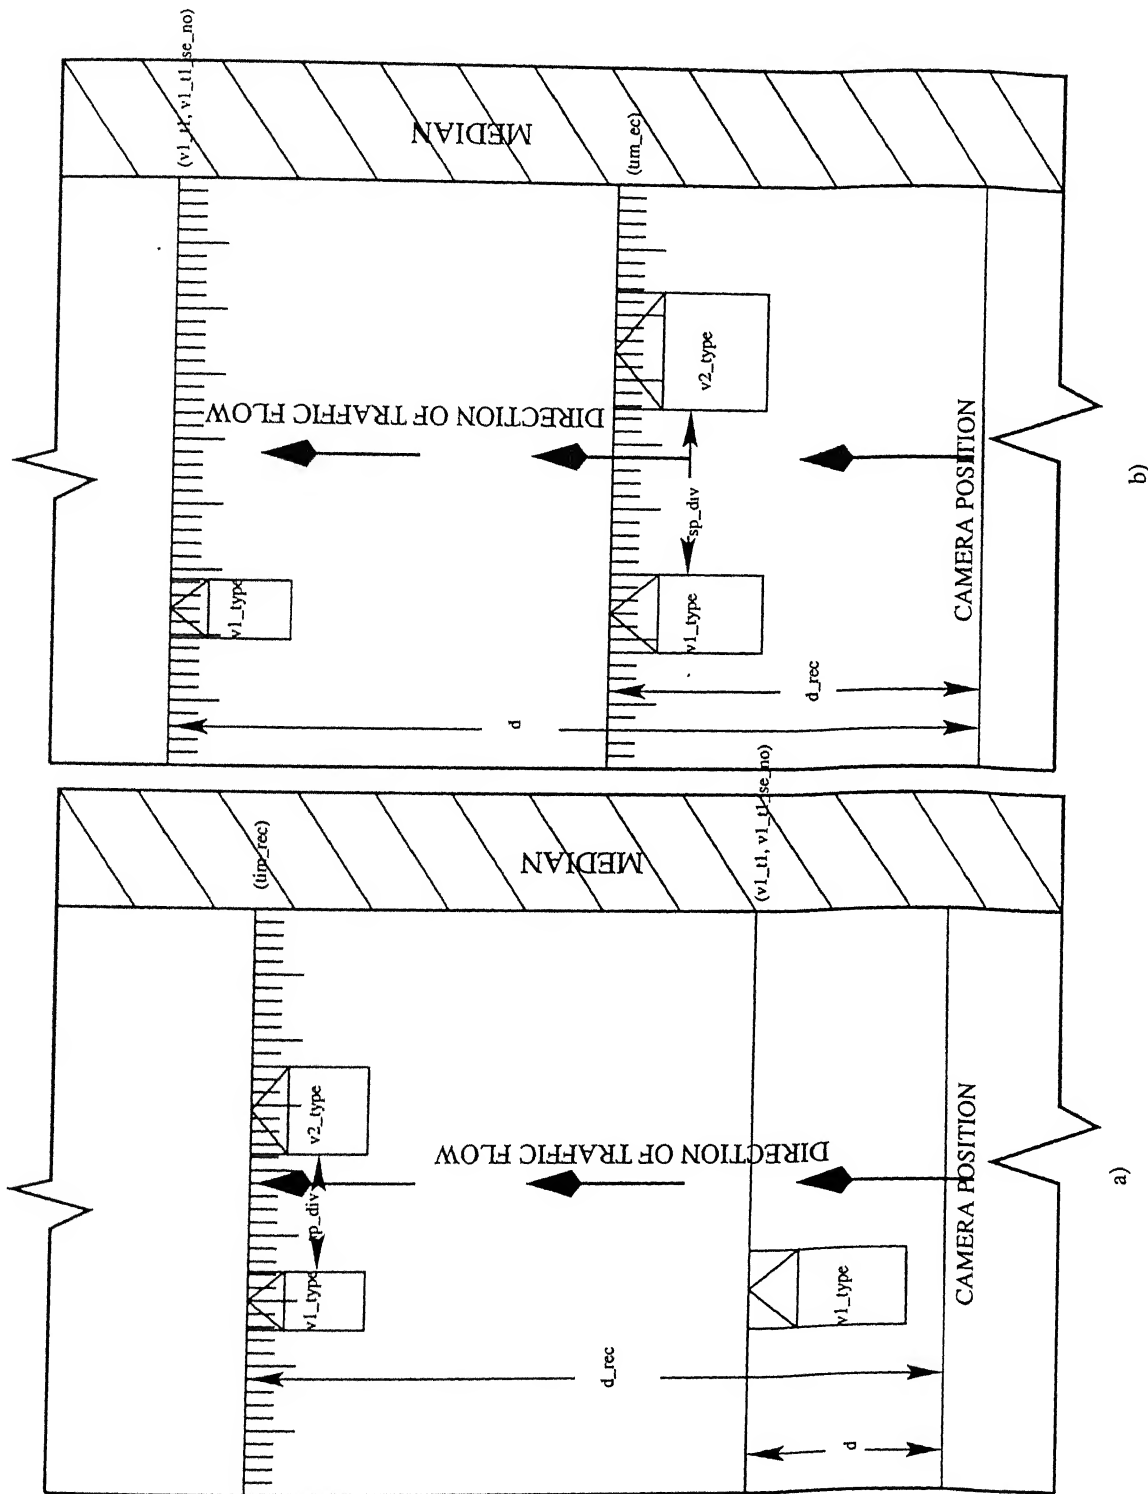 (v1_t1, v1_t1_se_no)
MEDIAN
(tim_ec)
DIRECTION OF TRAFFIC FLOW
v1_type
v2_type
sp_div
v1_type
d_rec
d
CAMERA POSITION
b)
(tim_rec)
MEDIAN
(v1_t1, v1_t1_se_no)
v2_type
sp_div
v1_type
DIRECTION OF TRAFFIC FLOW
v1_type
d_rec
d
CAMERA POSITION
a)